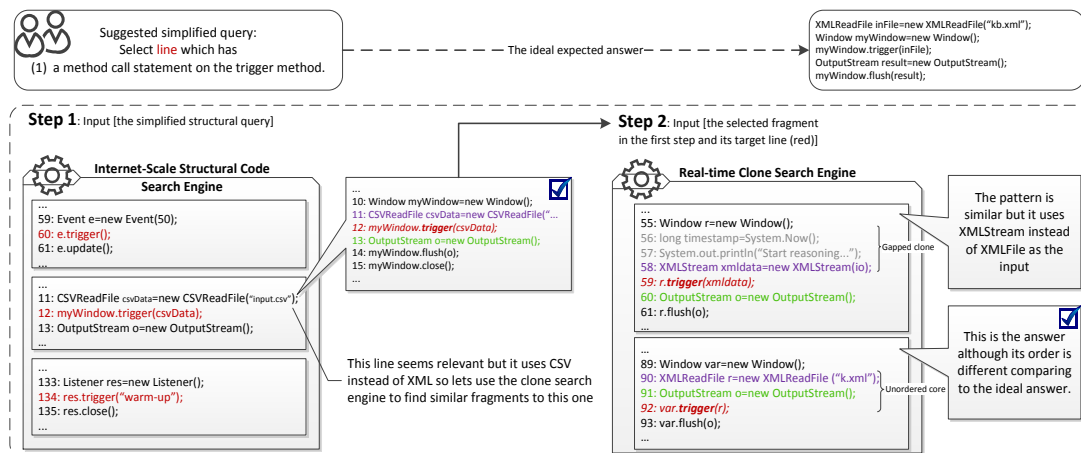 Suggested simplified query:
Select line which has
(1) a method call statement on the trigger method.
The ideal expected answer
XMLReadFile inFile=new XMLReadFile(“kb.xml”);
Window myWindow=new Window();
myWindow.trigger(inFile);
OutputStream result=new OutputStream();
myWindow.flush(result);
Step 1: Input [the simplified structural query]
Internet-Scale Structural Code
Search Engine
...
59: Event e=new Event(50);
60: e.trigger();
61: e.update();
...
...
11: CSVReadFile csvData=new CSVReadFile(“input.csv”);
12: myWindow.trigger(csvData);
13: OutputStream o=new OutputStream();
...
133: Listener res=new Listener();
134: res.trigger(“warm-up”);
135: res.close();
...
...
10: Window myWindow=new Window();
11: CSVReadFile csvData=new CSVReadFile(“...
12: myWindow.trigger(csvData);
13: OutputStream o=new OutputStream();
14: myWindow.flush(o);
15: myWindow.close();
...
This line seems relevant but it uses CSV
instead of XML so lets use the clone search
engine to find similar fragments to this one
Step 2: Input [the selected fragment
in the first step and its target line (red)]
Real-time Clone Search Engine
...
55: Window r=new Window();
56: long timestamp=System.Now();
57: System.out.println(“Start reasoning...”);
58: XMLStream xmldata=new XMLStream(io);
59: r.trigger(xmldata);
60: OutputStream o=new OutputStream();
61: r.flush(o);
...
Gapped clone
The pattern is
similar but it uses
XMLStream instead
of XMLFile as the
input
...
89: Window var=new Window();
90: XMLReadFile r=new XMLReadFile (“k.xml”);
91: OutputStream o=new OutputStream();
92: var.trigger(r);
93: var.flush(o);
...
Unordered core
This is the answer
although its order is
different comparing
to the ideal answer.